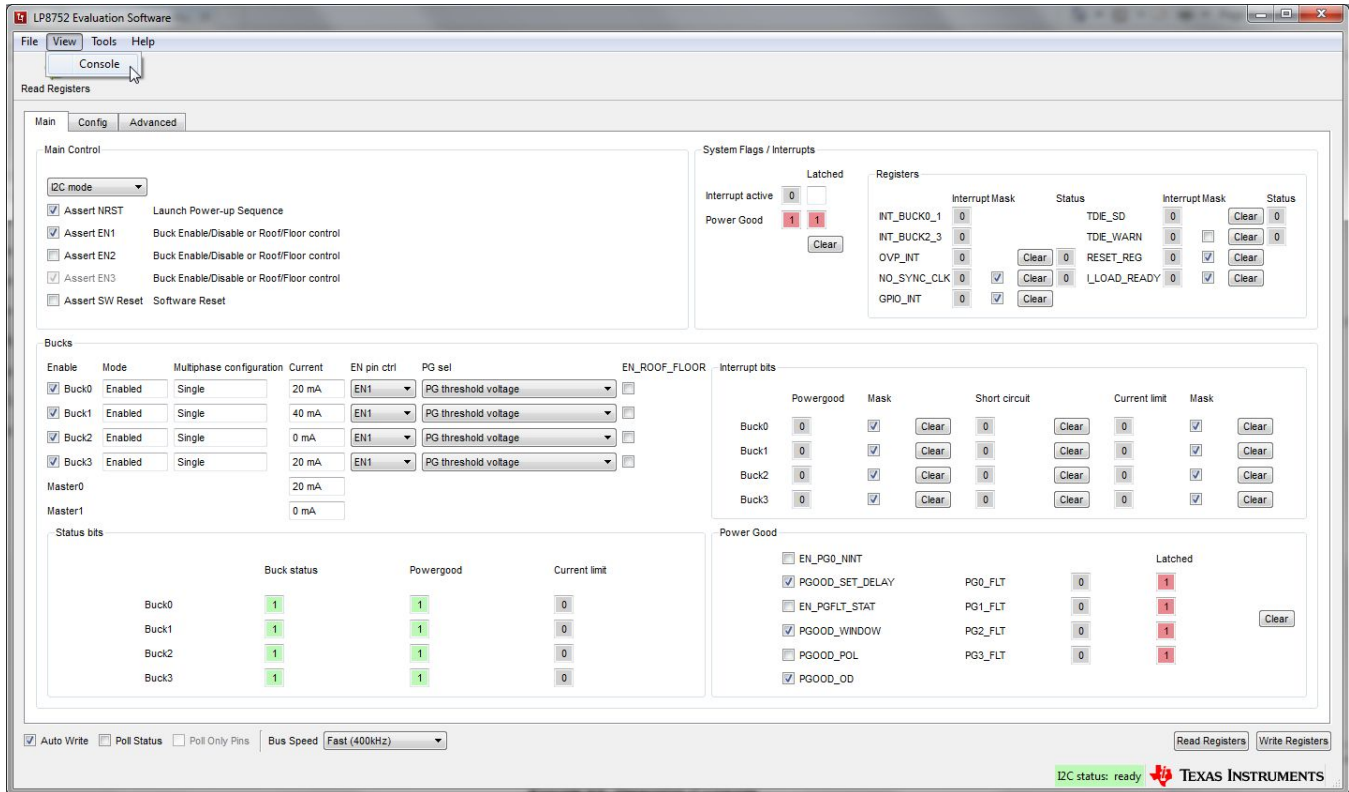 LP8752 Evaluation Software
File View Tools Help
Console
Read Registers
Main Config Advanced
Main Control
I2C mode
Assert NRST Launch Power-up Sequence
Assert EN1 Buck Enable/Disable or Roof/Floor control
Assert EN2 Buck Enable/Disable or Roof/Floor control
Assert EN3 Buck Enable/Disable or Roof/Floor control
Assert SW Reset Software Reset
System Flags / Interrupts
Latched
Interrupt active 0
Power Good 1 1
Clear
Registers
Interrupt Mask Status Interrupt Mask Status
INT_BUCK0_1 0 TDIE_SD 0 Clear 0
INT_BUCK2_3 0 TDIE_WARN 0 Clear 0
OVP_INT 0 Clear 0 RESET_REG 0 Clear
NO_SYNC_CLK 0 Clear 0 I_LOAD_READY 0 Clear
GPIO_INT 0 Clear
Bucks
Enable Mode Multiphase configuration Current EN pin ctrl PG sel EN_ROOF_FLOOR
Buck0 Enabled Single 20 mA EN1 PG threshold voltage
Buck1 Enabled Single 40 mA EN1 PG threshold voltage
Buck2 Enabled Single 0 mA EN1 PG threshold voltage
Buck3 Enabled Single 20 mA EN1 PG threshold voltage
Master0 20 mA
Master1 0 mA
Interrupt bits
Powergood Mask Short circuit Current limit Mask
Buck0 0 Clear 0 Clear 0 Clear
Buck1 0 Clear 0 Clear 0 Clear
Buck2 0 Clear 0 Clear 0 Clear
Buck3 0 Clear 0 Clear 0 Clear
Status bits
Buck status Powergood Current limit
Buck0 1 1 0
Buck1 1 1 0
Buck2 1 1 0
Buck3 1 1 0
Power Good
EN_PG0_NINT Latched
PGOOD_SET_DELAY PG0_FLT 0 1
EN_PGFLT_STAT PG1_FLT 0 1
Clear
PGOOD_WINDOW PG2_FLT 0 1
PGOOD_POL PG3_FLT 0 1
PGOOD_OD
Auto Write Poll Status Poll Only Pins Bus Speed Fast (400kHz) Read Registers Write Registers
I2C status: ready TEXAS INSTRUMENTS